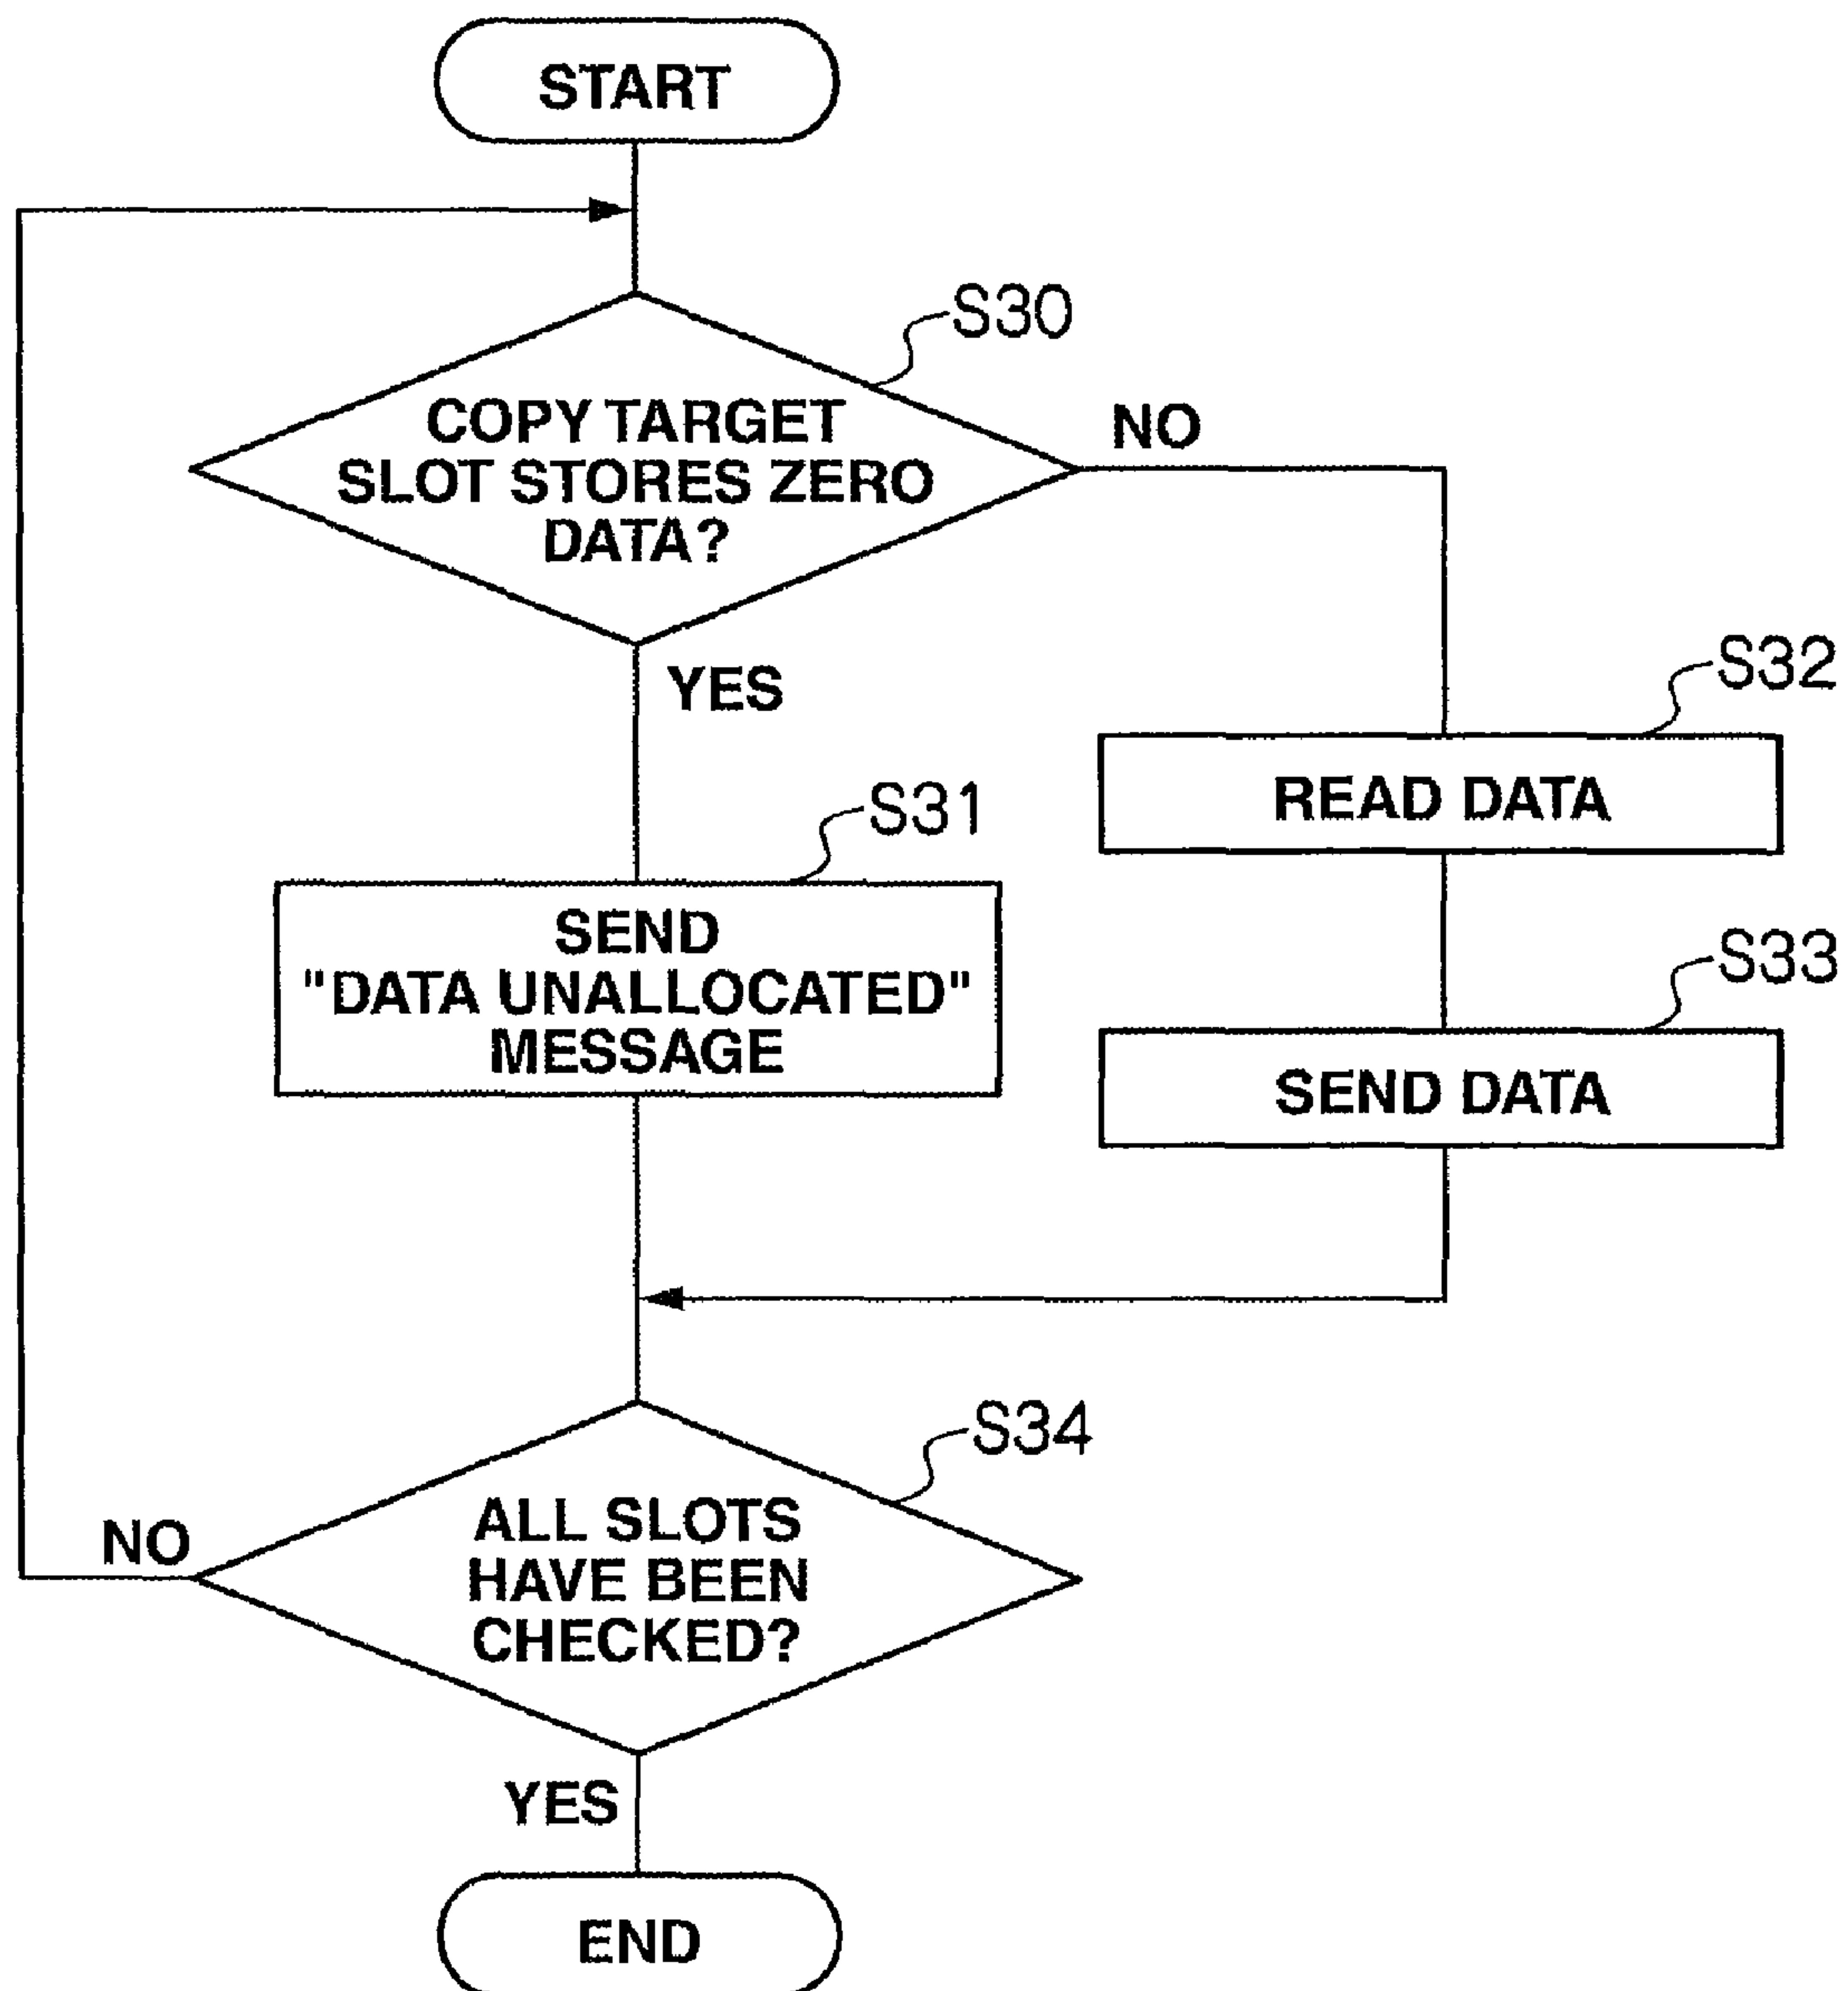 START
S30
COPY TARGET
SLOT STORES ZERO
DATA?
NO
YES
S32
READ DATA
S31
SEND
"DATA UNALLOCATED"
MESSAGE
S33
SEND DATA
S34
ALL SLOTS
HAVE BEEN
CHECKED?
NO
YES
END